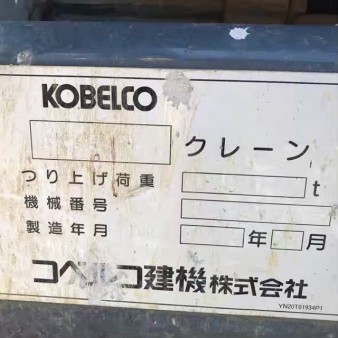 KOBELCO
クレーン
つり上げ荷重 t
機械番号
製造年月 年 月
コベルコ建機株式会社
YN20T01934P1